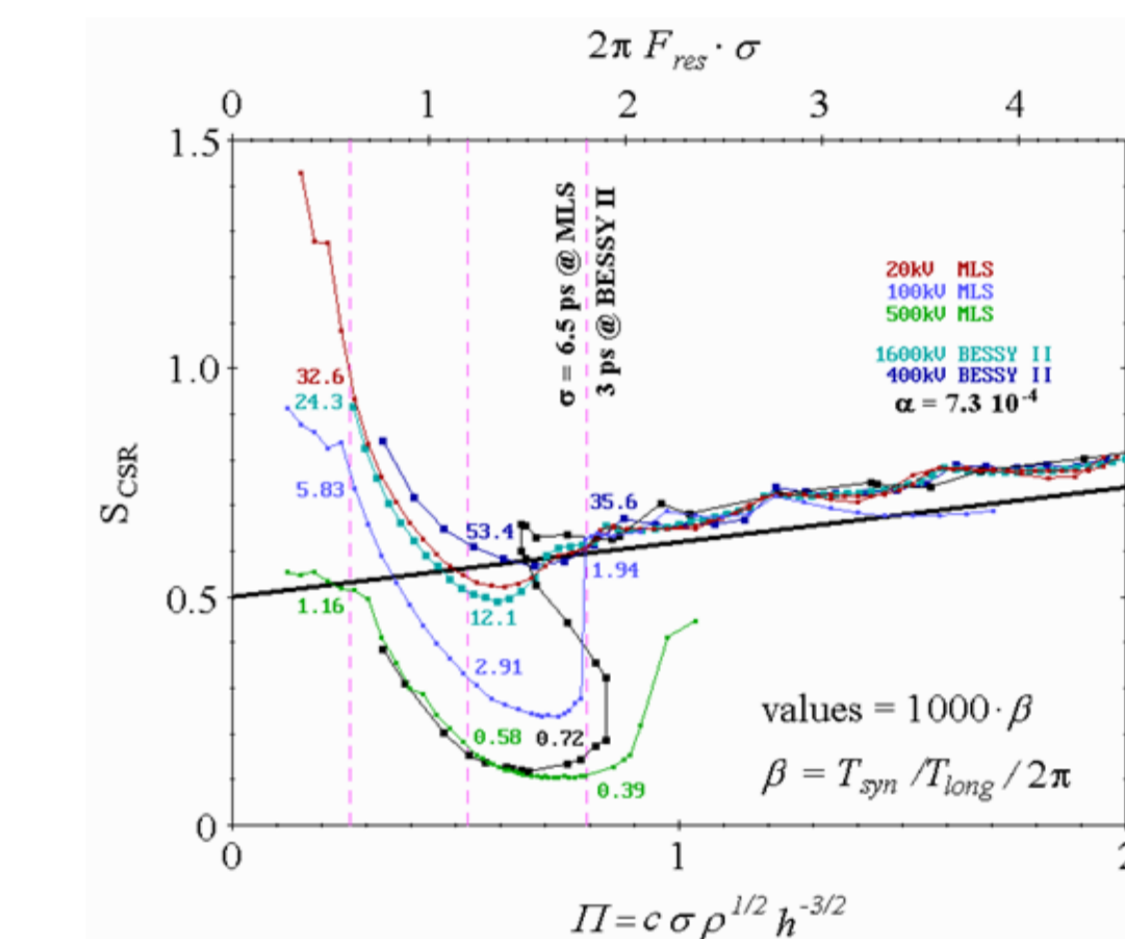 2π F_res · σ
0 1 2 3 4
1.5
1.0
0.5
0
S_CSR
σ = 6.5 ps @ MLS
3 ps @ BESSY II
20kV MLS
100kV MLS
500kV MLS
1600kV BESSY II
400kV BESSY II
α = 7.3 10^-4
32.6
24.3
5.83
1.16
53.4
35.6
1.94
12.1
2.91
0.58 0.72
0.39
values = 1000 · β
β = T_syn /T_long / 2π
0 1 2
Π = c σ ρ^1/2 h^-3/2